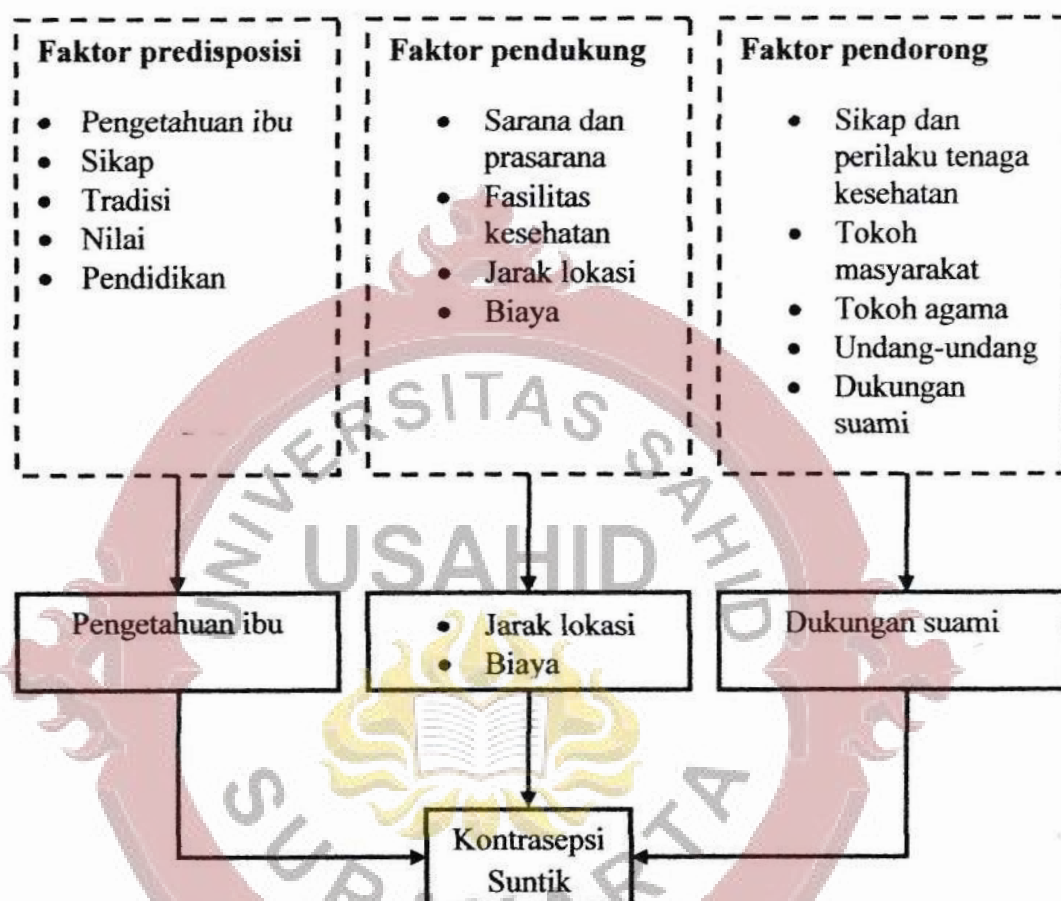 Faktor predisposisi
• Pengetahuan ibu
• Sikap
• Tradisi
• Nilai
• Pendidikan
Faktor pendukung
• Sarana dan
prasarana
• Fasilitas
kesehatan
• Jarak lokasi
• Biaya
Faktor pendorong
• Sikap dan
perilaku tenaga
kesehatan
• Tokoh
masyarakat
• Tokoh agama
• Undang-undang
• Dukungan
suami
UNIVERSITAS SAHID
USAHID
SURAKARTA
Pengetahuan ibu
• Jarak lokasi
• Biaya
Dukungan suami
Kontrasepsi
Suntik